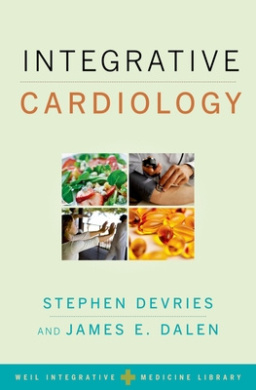 INTEGRATIVE
CARDIOLOGY
STEPHEN DEVRIES
AND JAMES E. DALEN
WEIL INTEGRATIVE MEDICINE LIBRARY